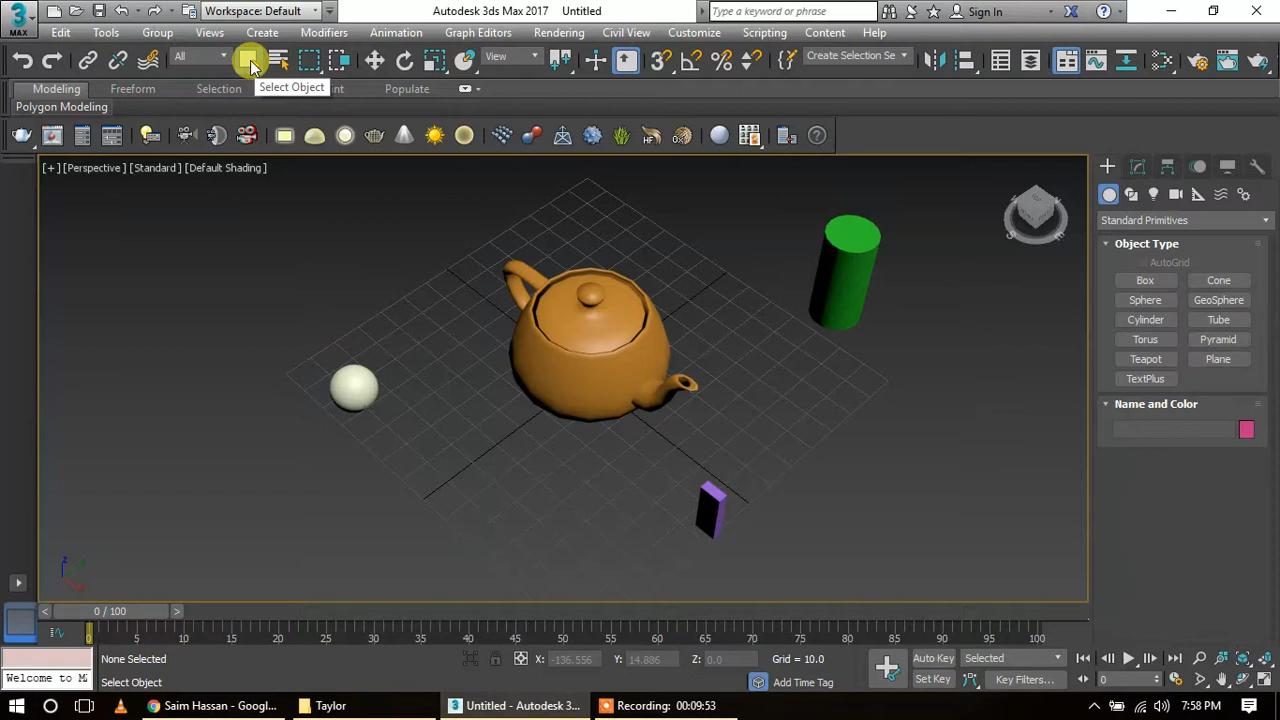 3
MAX
Workspace: Default
Autodesk 3ds Max 2017 Untitled
Type a keyword or phrase
Sign In
Edit Tools Group Views Create Modifiers Animation Graph Editors Rendering Civil View Customize Scripting Content Help
All
View
Create Selection Se
Modeling Freeform Selection Populate
Select Object
Polygon Modeling
[+] [Perspective] [Standard] [Default Shading]
Standard Primitives
Object Type
AutoGrid
Box Cone
Sphere GeoSphere
Cylinder Tube
Torus Pyramid
Teapot Plane
TextPlus
Name and Color
0 / 100
0 5 10 15 20 25 30 35 40 45 50 55 60 65 70 75 80 85 90 95 100
None Selected
X: -136.556 Y: 14.886 Z: 0.0 Grid = 10.0
Auto Key Selected
Welcome to M
Select Object
Add Time Tag
Set Key Key Filters...
0
Saim Hassan - Googl...
Taylor
Untitled - Autodesk 3...
Recording: 00:09:53
7:58 PM